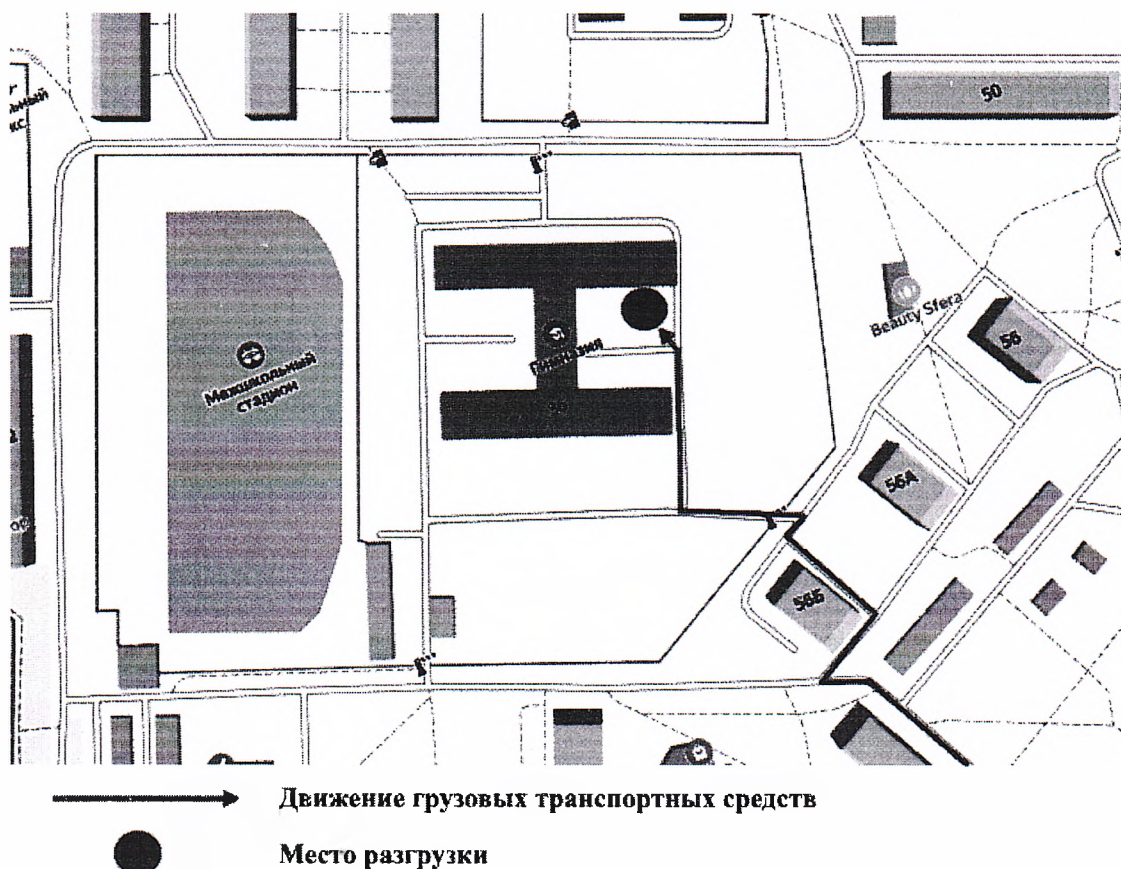 50
Beauty Sfera
56
Межшкольный
стадион
Гимназия
56А
56Б
Движение грузовых транспортных средств
Место разгрузки